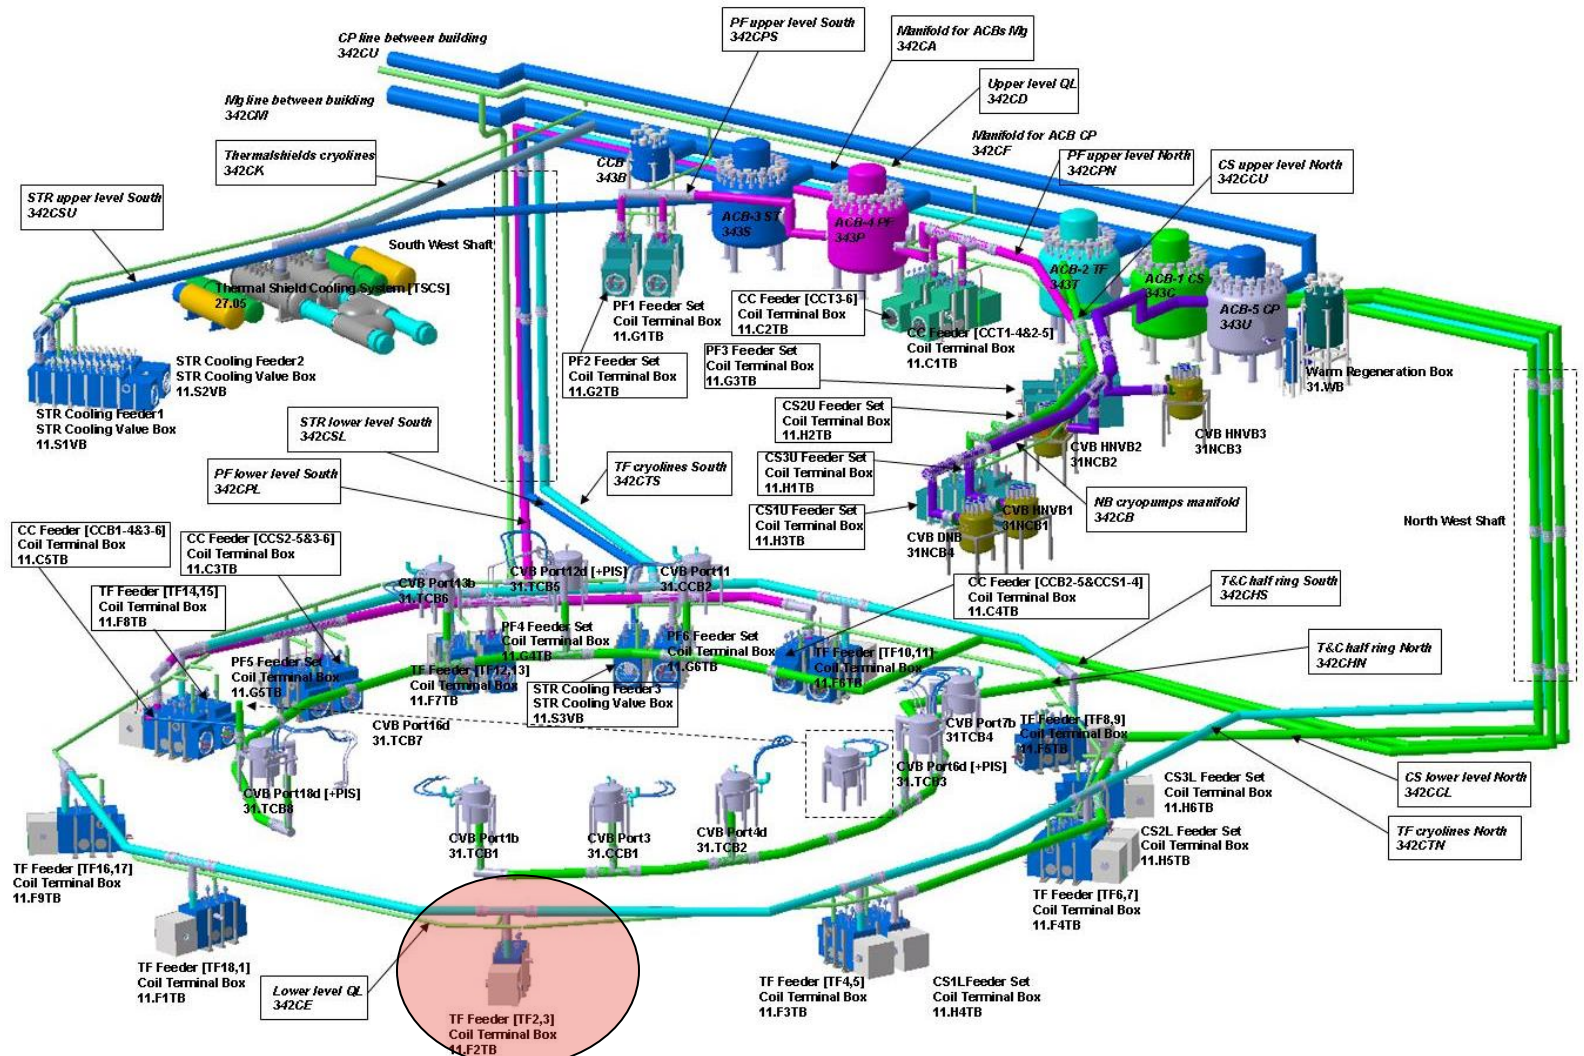 CP line between building
342CU
PF upper level South
342CPS
Manifold for ACBs Mg
342CA
Upper level QL
342CD
Mg line between building
342CM
Manifold for ACB CP
342CF
PF upper level North
342CPN
CS upper level North
342CCU
Thermalshields cryolines
342CK
CCB
343B
STR upper level South
342CSU
ACB-3 ST
343S
ACB-4 PF
343P
ACB-2 TF
343T
ACB-1 CS
343C
ACB-5 CP
343U
South West Shaft
Thermal Shield Cooling System [TSCS]
27.05
PF1 Feeder Set
Coil Terminal Box
11.G1TB
CC Feeder [CCT3-6]
Coil Terminal Box
11.C2TB
CC Feeder [CCT1-4&2-5]
Coil Terminal Box
11.C1TB
PF2 Feeder Set
Coil Terminal Box
11.G2TB
PF3 Feeder Set
Coil Terminal Box
11.G3TB
Warm Regeneration Box
31.WB
STR Cooling Feeder2
STR Cooling Valve Box
11.S2VB
STR Cooling Feeder1
STR Cooling Valve Box
11.S1VB
CS2U Feeder Set
Coil Terminal Box
11.H2TB
CVB HNVB3
31NCB3
CVB HNVB2
31NCB2
STR lower level South
342CSL
CS3U Feeder Set
Coil Terminal Box
11.H1TB
PF lower level South
342CPL
TF cryolines South
342CTS
NB cryopumps manifold
342CB
CS1U Feeder Set
Coil Terminal Box
11.H3TB
CVB HNVB1
31NCB1
CVB DNB
31NCB4
North West Shaft
CC Feeder [CCB1-4&3-6]
Coil Terminal Box
11.C5TB
CC Feeder [CCS2-5&3-6]
Coil Terminal Box
11.C3TB
CVB Port13b
31.TCB6
CVB Port12d [+PIS]
31.TCB5
CVB Port11
31.CCB2
CC Feeder [CCB2-5&CCS1-4]
Coil Terminal Box
11.C4TB
T&C half ring South
342CHS
TF Feeder [TF14,15]
Coil Terminal Box
11.F8TB
PF4 Feeder Set
Coil Terminal Box
11.G4TB
PF6 Feeder Set
Coil Terminal Box
11.G6TB
TF Feeder [TF10,11]
Coil Terminal Box
11.F6TB
T&C half ring North
342CHN
PF5 Feeder Set
Coil Terminal Box
11.G5TB
TF Feeder [TF12,13]
Coil Terminal Box
11.F7TB
STR Cooling Feeder3
STR Cooling Valve Box
11.S3VB
CVB Port16d
31.TCB7
CVB Port7b
31TCB4
TF Feeder [TF8,9]
Coil Terminal Box
11.F5TB
CVB Port6d [+PIS]
31.TCB3
CVB Port18d [+PIS]
31.TCB8
CS3L Feeder Set
Coil Terminal Box
11.H6TB
CS lower level North
342CCL
CVB Port1b
31.TCB1
CVB Port3
31.CCB1
CVB Port4d
31.TCB2
CS2L Feeder Set
Coil Terminal Box
11.H5TB
TF cryolines North
342CTN
TF Feeder [TF16,17]
Coil Terminal Box
11.F9TB
TF Feeder [TF6,7]
Coil Terminal Box
11.F4TB
TF Feeder [TF18,1]
Coil Terminal Box
11.F1TB
Lower level QL
342CE
TF Feeder [TF4,5]
Coil Terminal Box
11.F3TB
CS1LFeeder Set
Coil Terminal Box
11.H4TB
TF Feeder [TF2,3]
Coil Terminal Box
11.F2TB